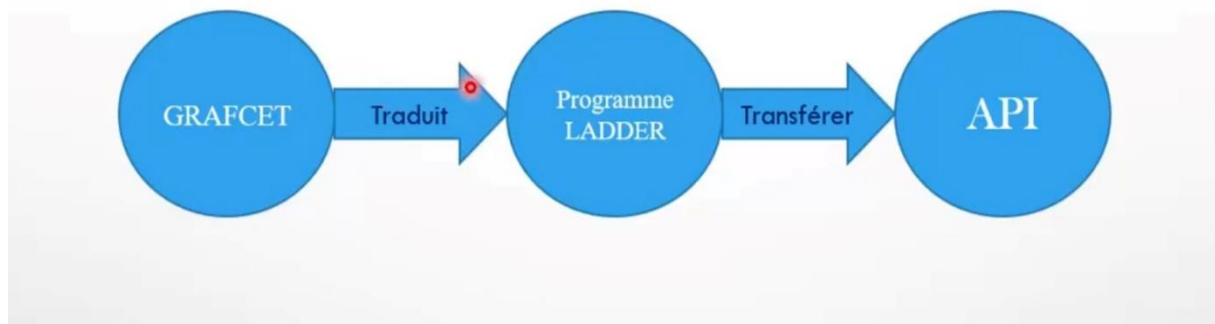 GRAFCET
Traduit
Programme
LADDER
Transférer
API